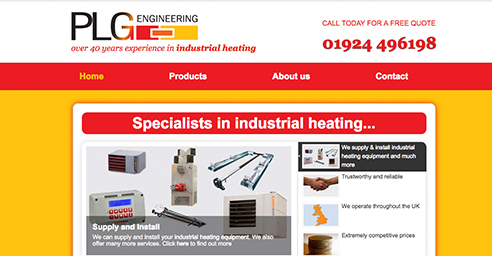 PLG ENGINEERING
over 40 years experience in industrial heating
CALL TODAY FOR A FREE QUOTE
01924 496198
Home Products About us Contact
Specialists in industrial heating...
Supply and Install
We can supply and install your industrial heating equipment. We also
offer many more services. Click here to find out more
We supply & install industrial
heating equipment and much
more
Trustworthy and reliable
We operate throughout the UK
Extremely competitive prices